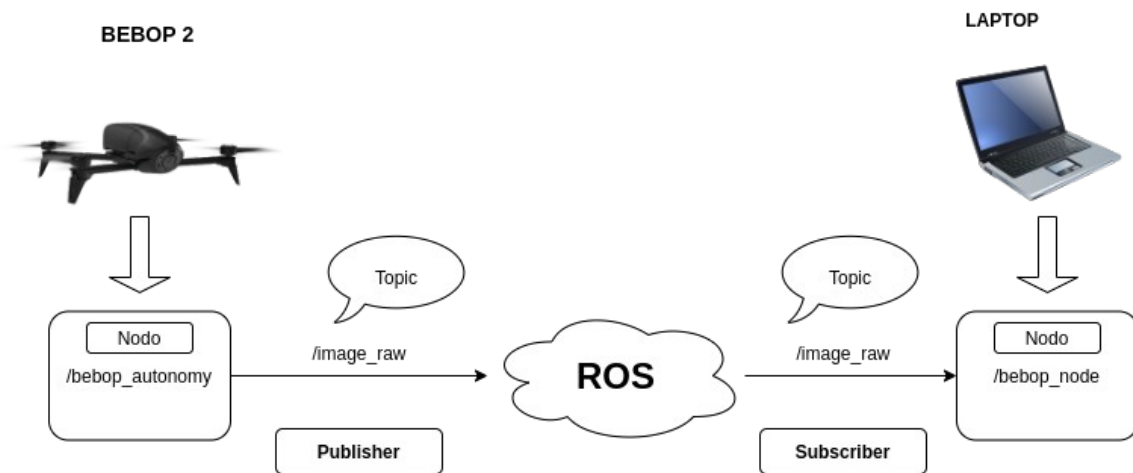 BEBOP 2
LAPTOP
Topic
Topic
Nodo
/bebop_autonomy
/image_raw
ROS
/image_raw
Nodo
/bebop_node
Publisher
Subscriber